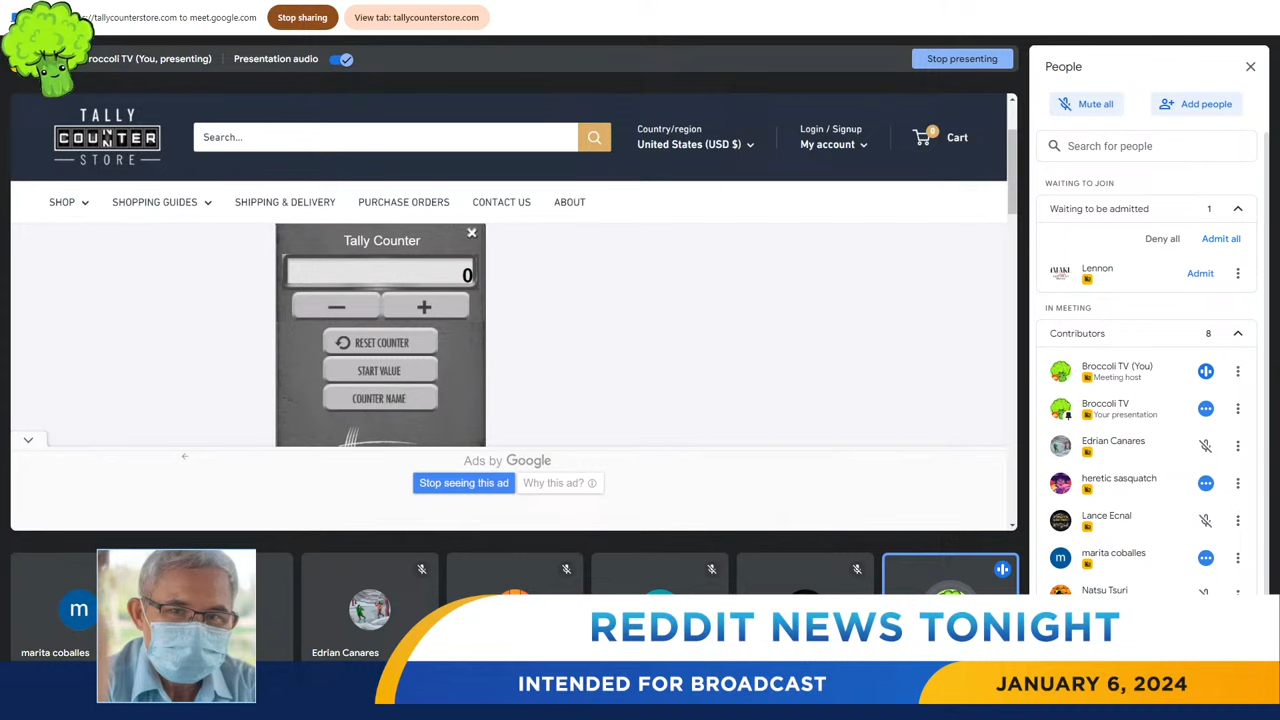 ://tallycounterstore.com to meet.google.com
Stop sharing
View tab: tallycounterstore.com
Broccoli TV (You, presenting)
Presentation audio
Stop presenting
TALLY
COUNTER
STORE
Search...
Country/region
United States (USD $)
Login / Signup
My account
0
Cart
SHOP
SHOPPING GUIDES
SHIPPING & DELIVERY
PURCHASE ORDERS
CONTACT US
ABOUT
Tally Counter
0
− +
RESET COUNTER
START VALUE
COUNTER NAME
Ads by Google
Stop seeing this ad
Why this ad?
People
Mute all
Add people
Search for people
WAITING TO JOIN
Waiting to be admitted 1
Deny all Admit all
Lennon
Admit
IN MEETING
Contributors 8
Broccoli TV (You)
Meeting host
Broccoli TV
Your presentation
Edrian Canares
heretic sasquatch
Lance Ecnal
m
marita coballes
Natsu Tsuri
m
marita coballes
Edrian Canares
REDDIT NEWS TONIGHT
INTENDED FOR BROADCAST
JANUARY 6, 2024